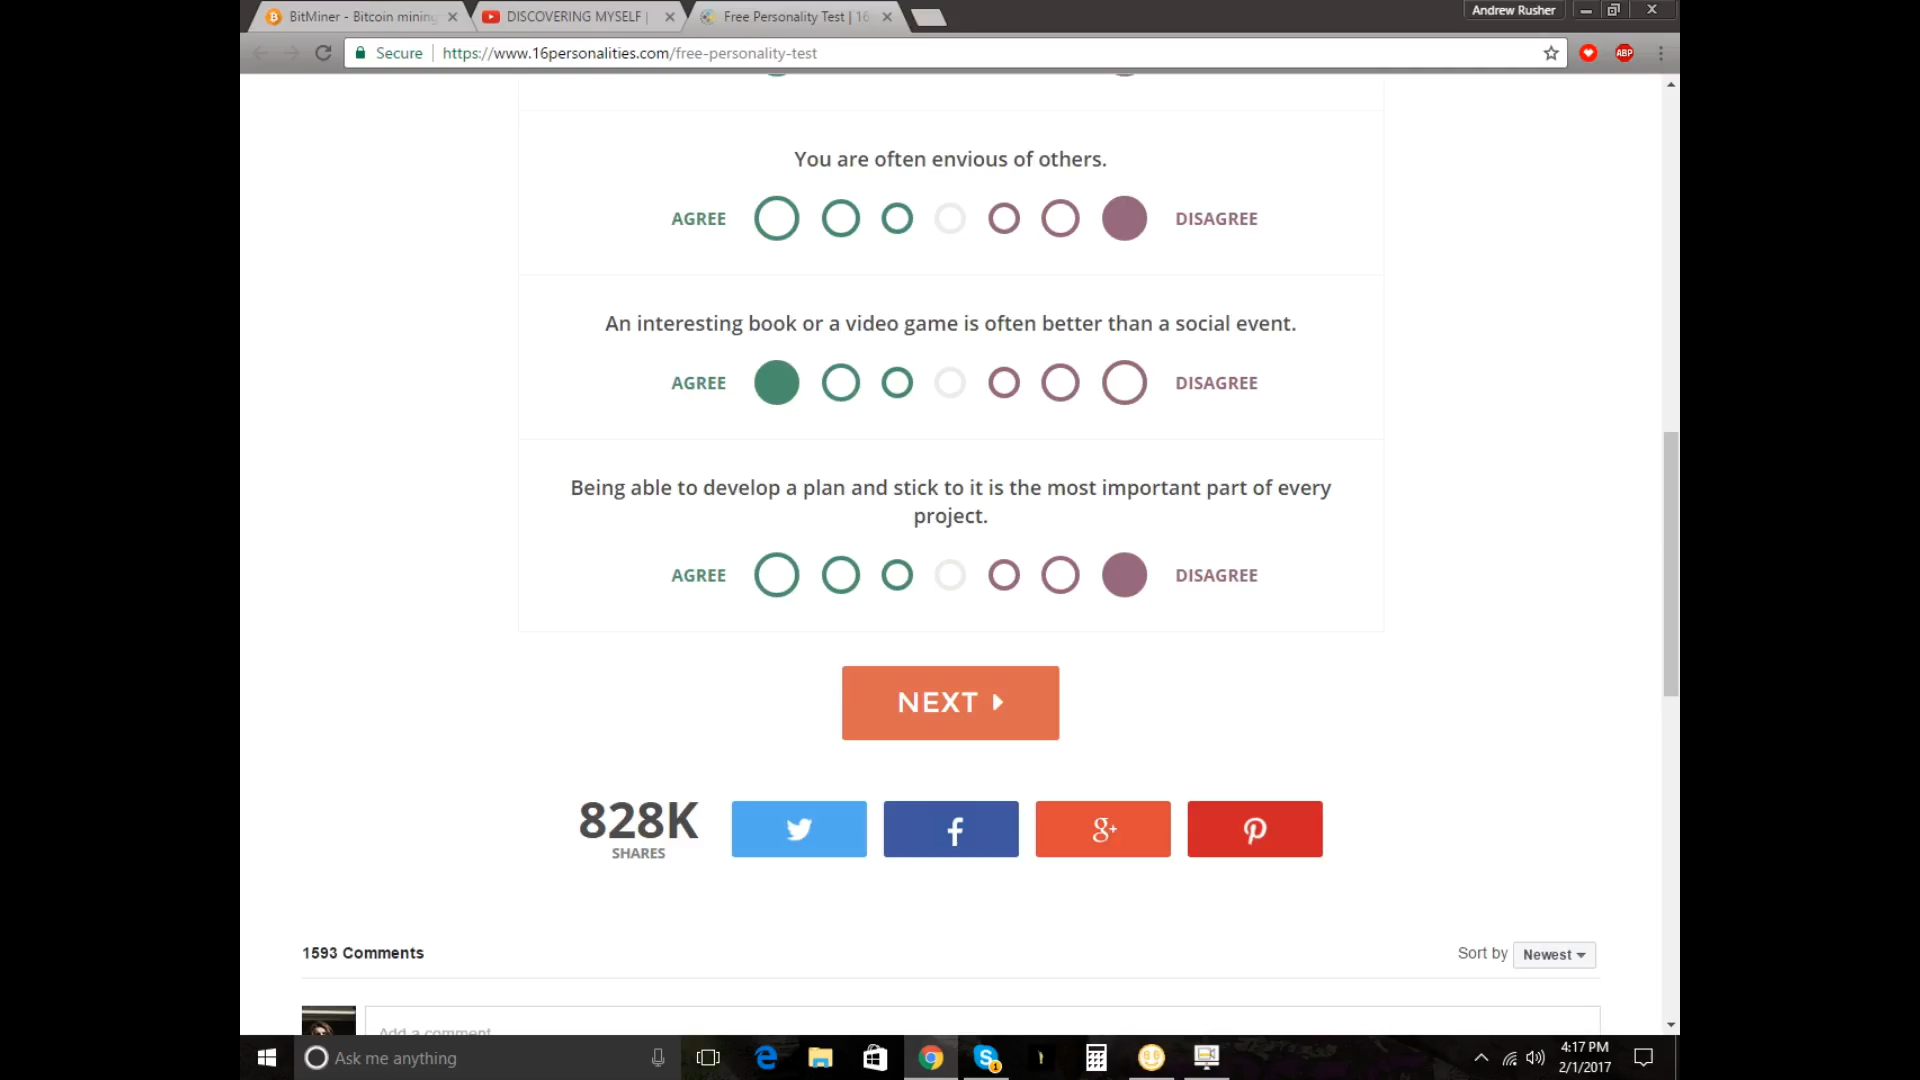 BitMiner - Bitcoin mining
DISCOVERING MYSELF |
Free Personality Test | 16
Andrew Rusher
Secure
https://www.16personalities.com/free-personality-test
ABP
You are often envious of others.
AGREE
DISAGREE
An interesting book or a video game is often better than a social event.
AGREE
DISAGREE
Being able to develop a plan and stick to it is the most important part of every
project.
AGREE
DISAGREE
NEXT
828K
SHARES
g+
1593 Comments
Sort by
Newest
Add a comment
Ask me anything
1
4:17 PM
2/1/2017